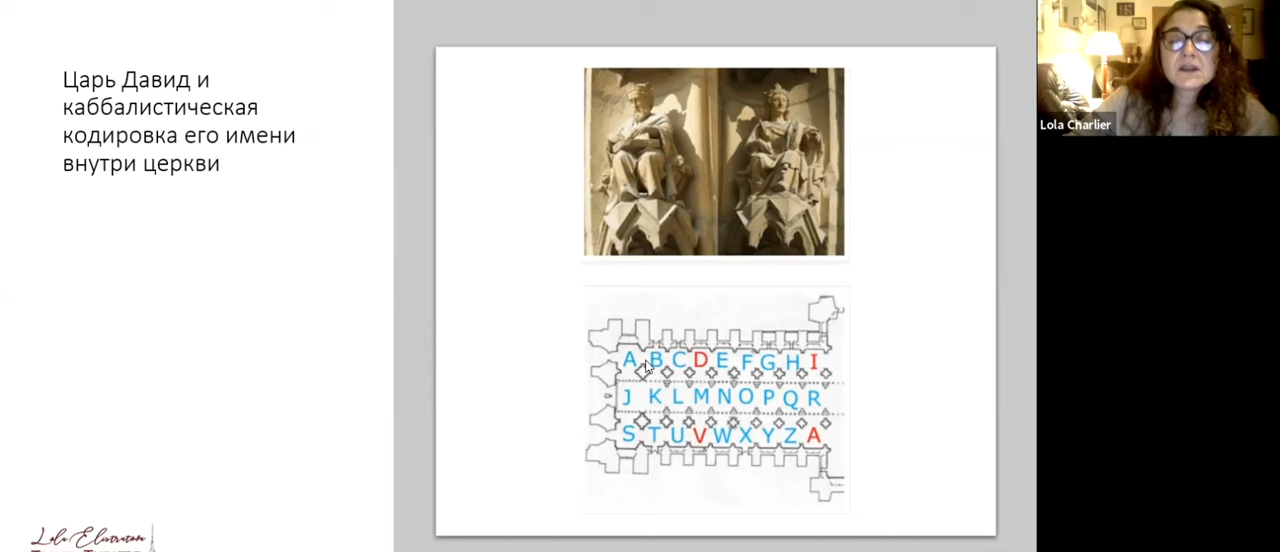 Царь Давид и
каббалистическая
кодировка его имени
внутри церкви
Lola Charlier
A B C D E F G H I
J K L M N O P Q R
S T U V W X Y Z A